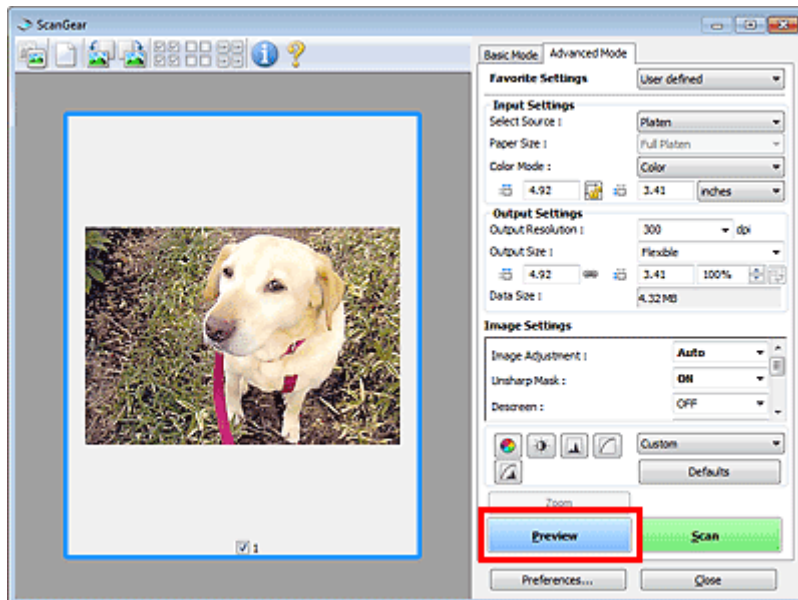 ScanGear
Basic Mode Advanced Mode
Favorite Settings User defined
Input Settings
Select Source : Platen
Paper Size : Full Platen
Color Mode : Color
4.92 3.41 inches
Output Settings
Output Resolution : 300 dpi
Output Size : Flexible
4.92 3.41 100%
Data Size : 4.32 MB
Image Settings
Image Adjustment : Auto
Unsharp Mask : ON
Descreen : OFF
Custom
Defaults
Zoom
Preview Scan
Preferences... Close
1